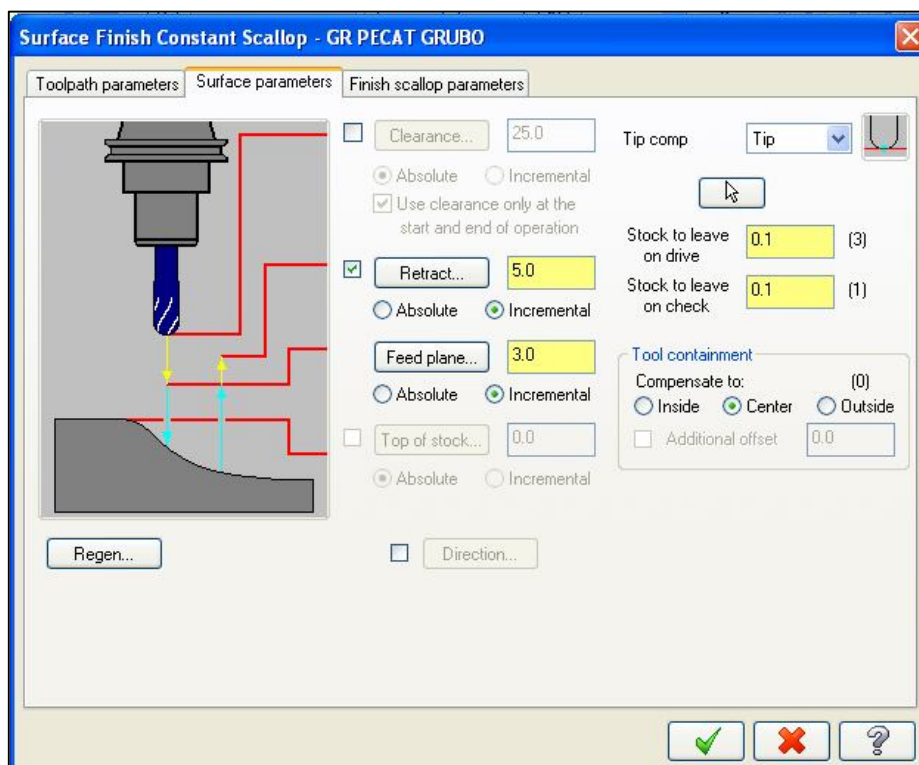 Surface Finish Constant Scallop - GR PECAT GRUBO
Toolpath parameters Surface parameters Finish scallop parameters
Clearance... 25.0
Absolute Incremental
Use clearance only at the
start and end of operation
Retract... 5.0
Absolute Incremental
Feed plane... 3.0
Absolute Incremental
Top of stock... 0.0
Absolute Incremental
Tip comp Tip
Stock to leave
on drive 0.1 (3)
Stock to leave
on check 0.1 (1)
Tool containment
Compensate to: (0)
Inside Center Outside
Additional offset 0.0
Regen... Direction...